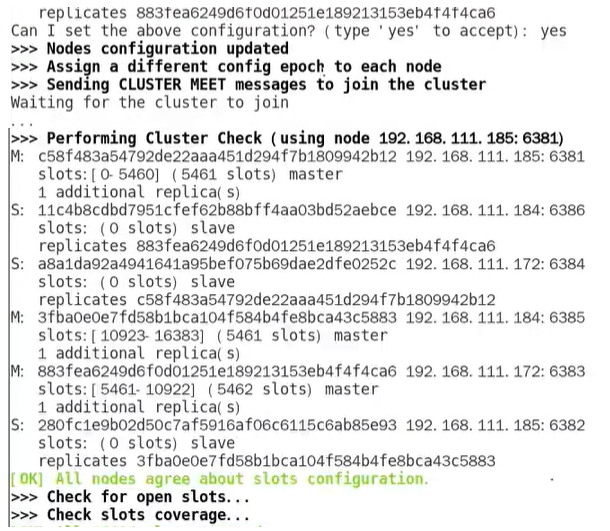 replicates 883fea6249d6f0d01251e189213153eb4f4f4ca6
Can I set the above configuration? (type 'yes' to accept): yes
>>> Nodes configuration updated
>>> Assign a different config epoch to each node
>>> Sending CLUSTER MEET messages to join the cluster
Waiting for the cluster to join
...
>>> Performing Cluster Check (using node 192.168.111.185:6381)
M: c58f483a54792de22aaa451d294f7b1809942b12 192.168.111.185:6381
slots:[0-5460] (5461 slots) master
1 additional replica(s)
S: 11c4b8cdbd7951cfef62b88bff4aa03bd52aebce 192.168.111.184:6386
slots: (0 slots) slave
replicates 883fea6249d6f0d01251e189213153eb4f4f4ca6
S: a8a1da92a4941641a95bef075b69dae2dfe0252c 192.168.111.172:6384
slots: (0 slots) slave
replicates c58f483a54792de22aaa451d294f7b1809942b12
M: 3fba0e0e7fd58b1bca104f584b4fe8bca43c5883 192.168.111.184:6385
slots:[10923-16383] (5461 slots) master
1 additional replica(s)
M: 883fea6249d6f0d01251e189213153eb4f4f4ca6 192.168.111.172:6383
slots:[5461-10922] (5462 slots) master
1 additional replica(s)
S: 280fc1e9b02d50c7af5916af06c6115c6ab85e93 192.168.111.185:6382
slots: (0 slots) slave
replicates 3fba0e0e7fd58b1bca104f584b4fe8bca43c5883
[OK] All nodes agree about slots configuration.
>>> Check for open slots...
>>> Check slots coverage...